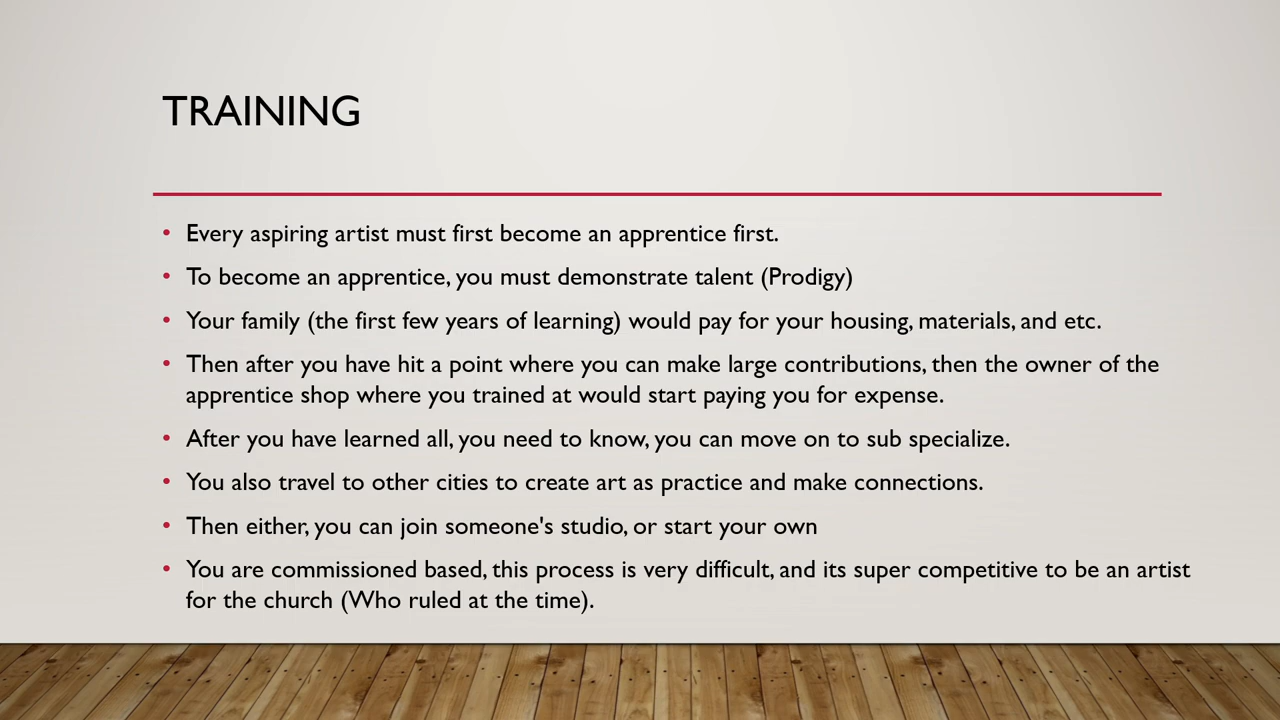 TRAINING
• Every aspiring artist must first become an apprentice first.
• To become an apprentice, you must demonstrate talent (Prodigy)
• Your family (the first few years of learning) would pay for your housing, materials, and etc.
• Then after you have hit a point where you can make large contributions, then the owner of the
apprentice shop where you trained at would start paying you for expense.
• After you have learned all, you need to know, you can move on to sub specialize.
• You also travel to other cities to create art as practice and make connections.
• Then either, you can join someone's studio, or start your own
• You are commissioned based, this process is very difficult, and its super competitive to be an artist
for the church (Who ruled at the time).